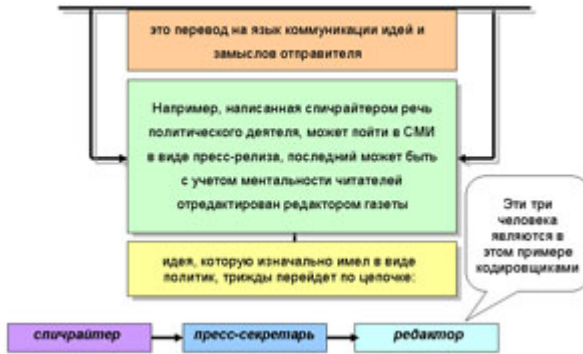 это перевод на язык коммуникации идей и
замыслов отправителя
Например, написанная спичрайтером речь
политического деятеля, может пойти в СМИ
в виде пресс-релиза, последний может быть
с учетом ментальности читателей
отредактирован редактором газеты
Эти три
человека
являются в
этом примере
кодировщиками
идея, которую изначально имел в виде
политик, трижды перейдет по цепочке:
спичрайтер
пресс-секретарь
редактор